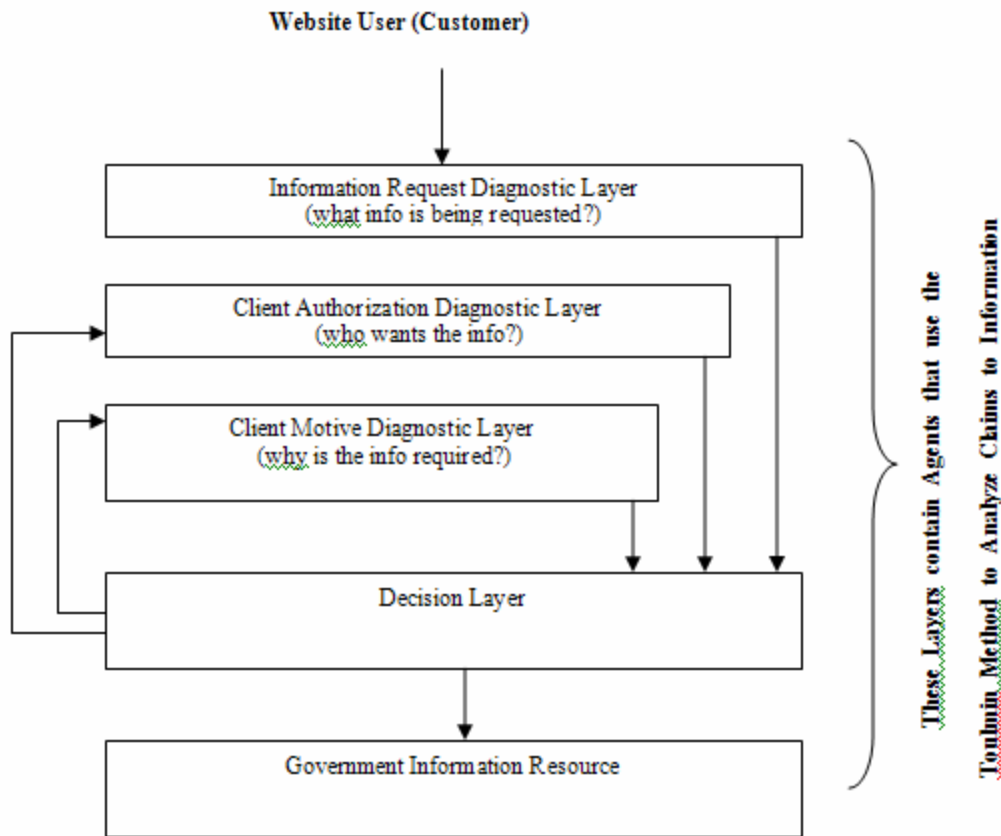 Website User (Customer)
Information Request Diagnostic Layer
(what info is being requested?)
Client Authorization Diagnostic Layer
(who wants the info?)
Client Motive Diagnostic Layer
(why is the info required?)
Decision Layer
Government Information Resource
These Layers contain Agents that use the
Toulmin Method to Analyze Claims to Information